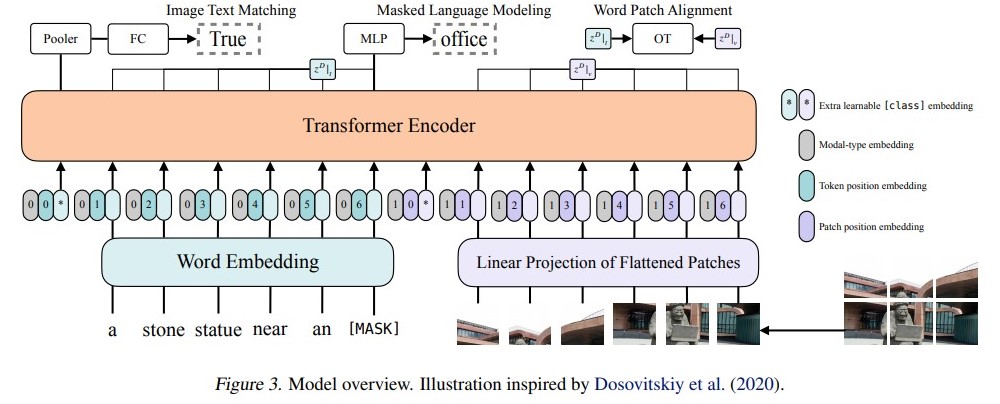 Image Text Matching
Masked Language Modeling
Word Patch Alignment
Pooler
FC
True
MLP
office
z^D|_t
OT
z^D|_v
z^D|_t
z^D|_v
Transformer Encoder
* * Extra learnable [class] embedding
Modal-type embedding
Token position embedding
Patch position embedding
0 0 * 0 1 0 2 0 3 0 4 0 5 0 6 1 0 * 1 1 1 2 1 3 1 4 1 5 1 6
Word Embedding
Linear Projection of Flattened Patches
a stone statue near an [MASK]
Figure 3. Model overview. Illustration inspired by Dosovitskiy et al. (2020).